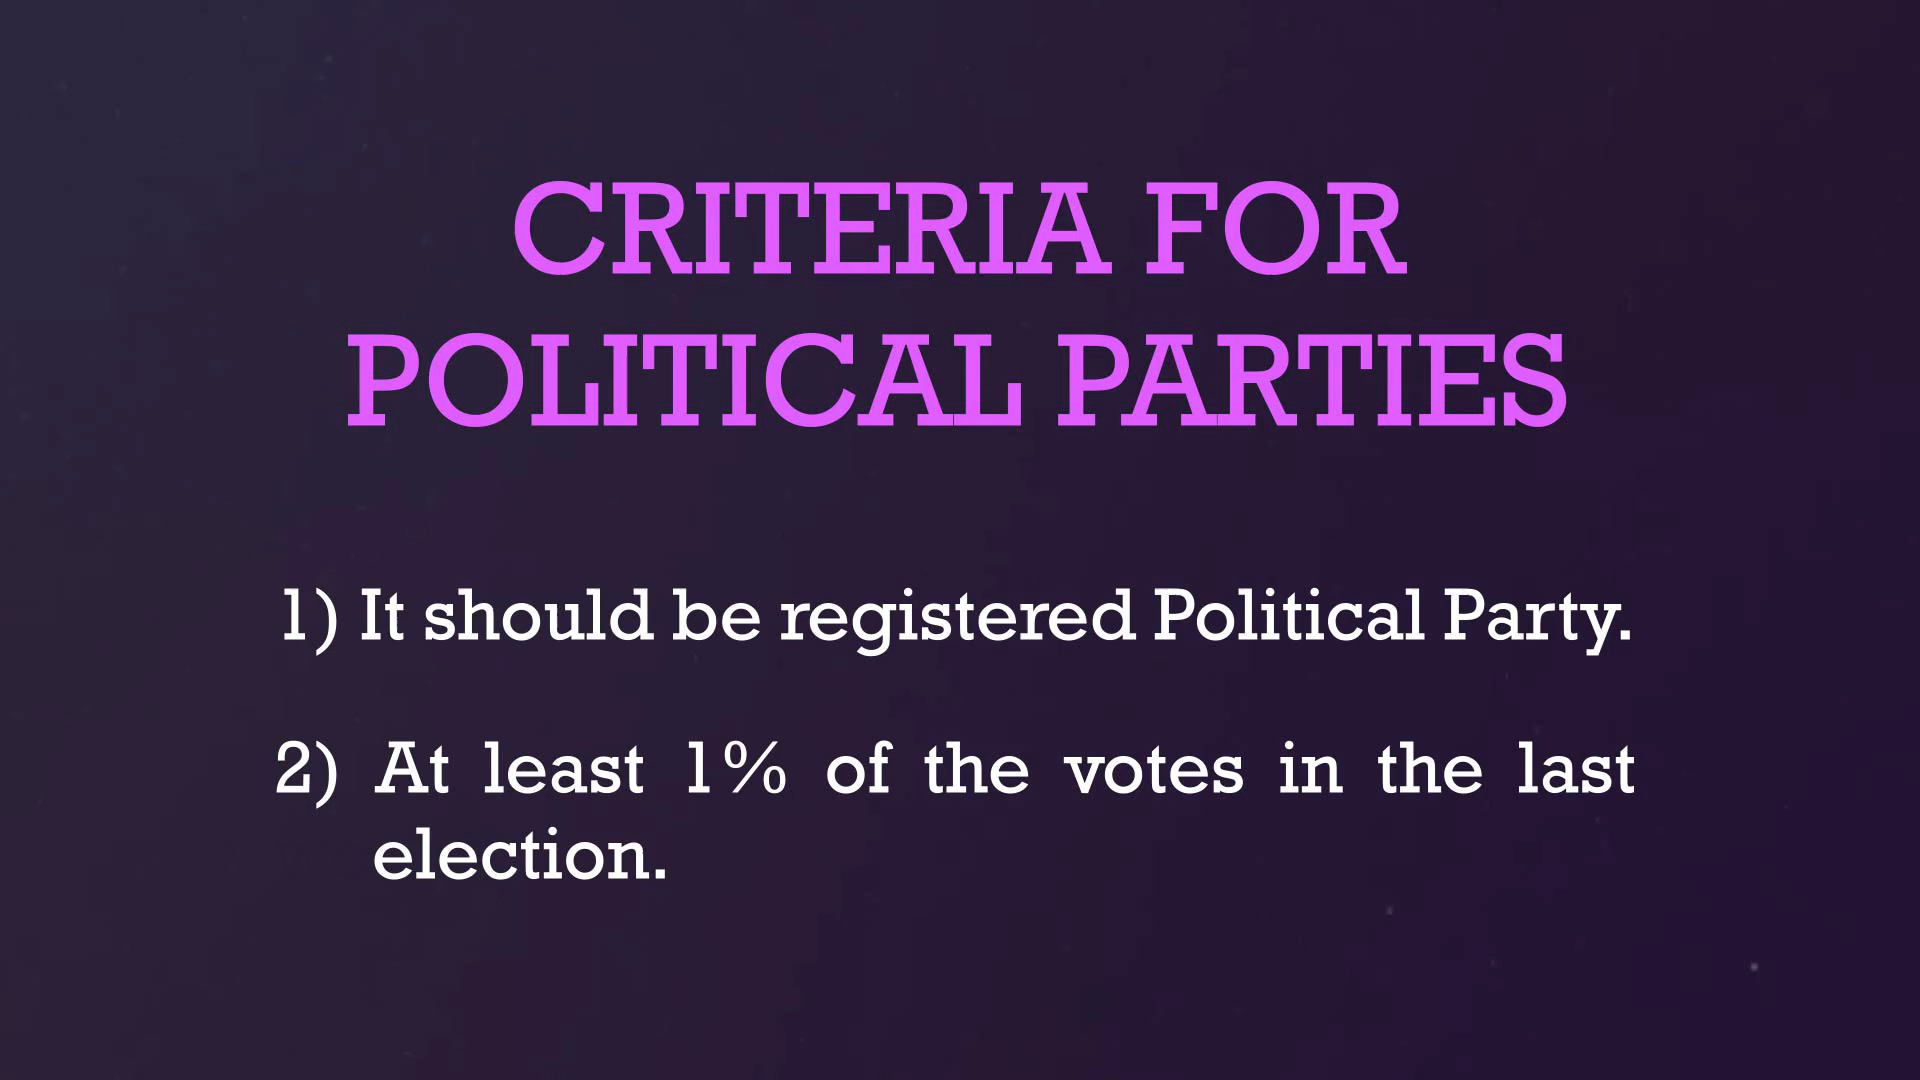 CRITERIA FOR
POLITICAL PARTIES
1) It should be registered Political Party.
2) At least 1% of the votes in the last
election.